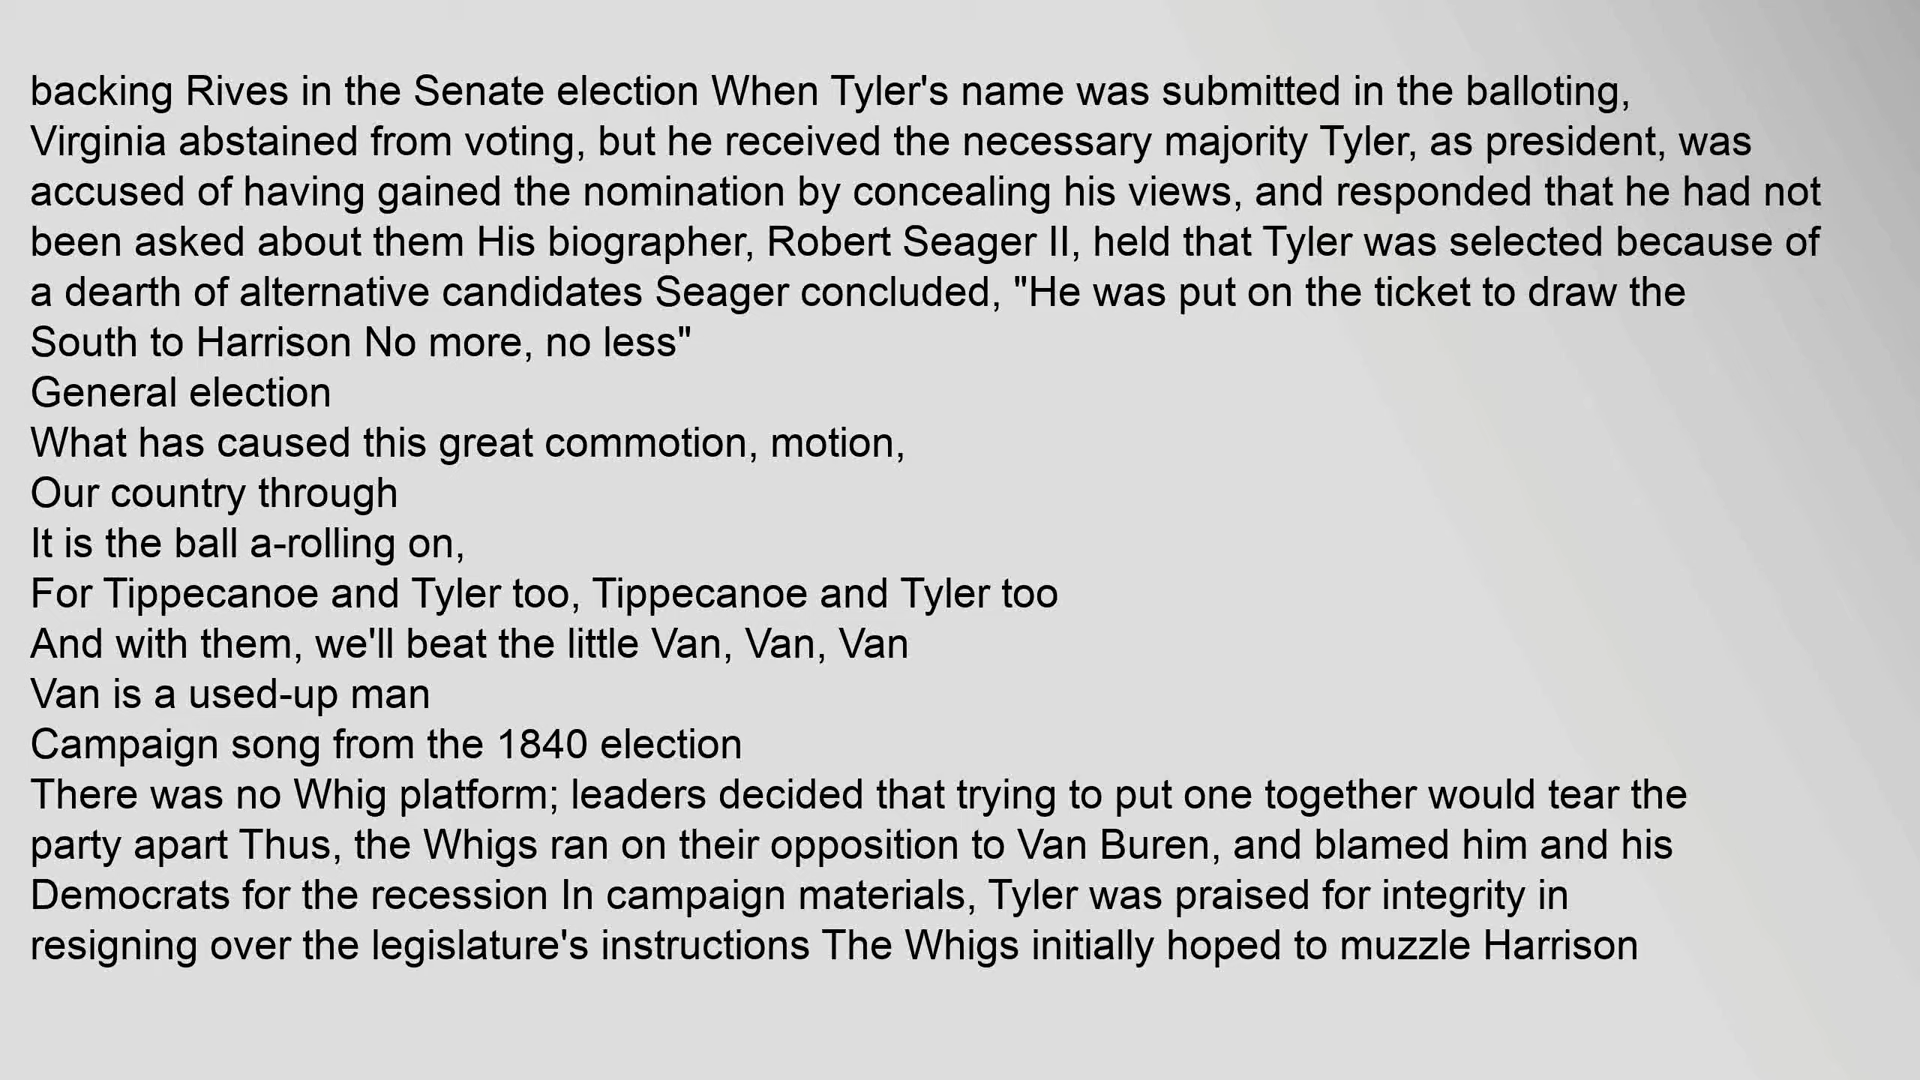 backing Rives in the Senate election When Tyler's name was submitted in the balloting,
Virginia abstained from voting, but he received the necessary majority Tyler, as president, was
accused of having gained the nomination by concealing his views, and responded that he had not
been asked about them His biographer, Robert Seager II, held that Tyler was selected because of
a dearth of alternative candidates Seager concluded, "He was put on the ticket to draw the
South to Harrison No more, no less"
General election
What has caused this great commotion, motion,
Our country through
It is the ball a-rolling on,
For Tippecanoe and Tyler too, Tippecanoe and Tyler too
And with them, we'll beat the little Van, Van, Van
Van is a used-up man
Campaign song from the 1840 election
There was no Whig platform; leaders decided that trying to put one together would tear the
party apart Thus, the Whigs ran on their opposition to Van Buren, and blamed him and his
Democrats for the recession In campaign materials, Tyler was praised for integrity in
resigning over the legislature's instructions The Whigs initially hoped to muzzle Harrison